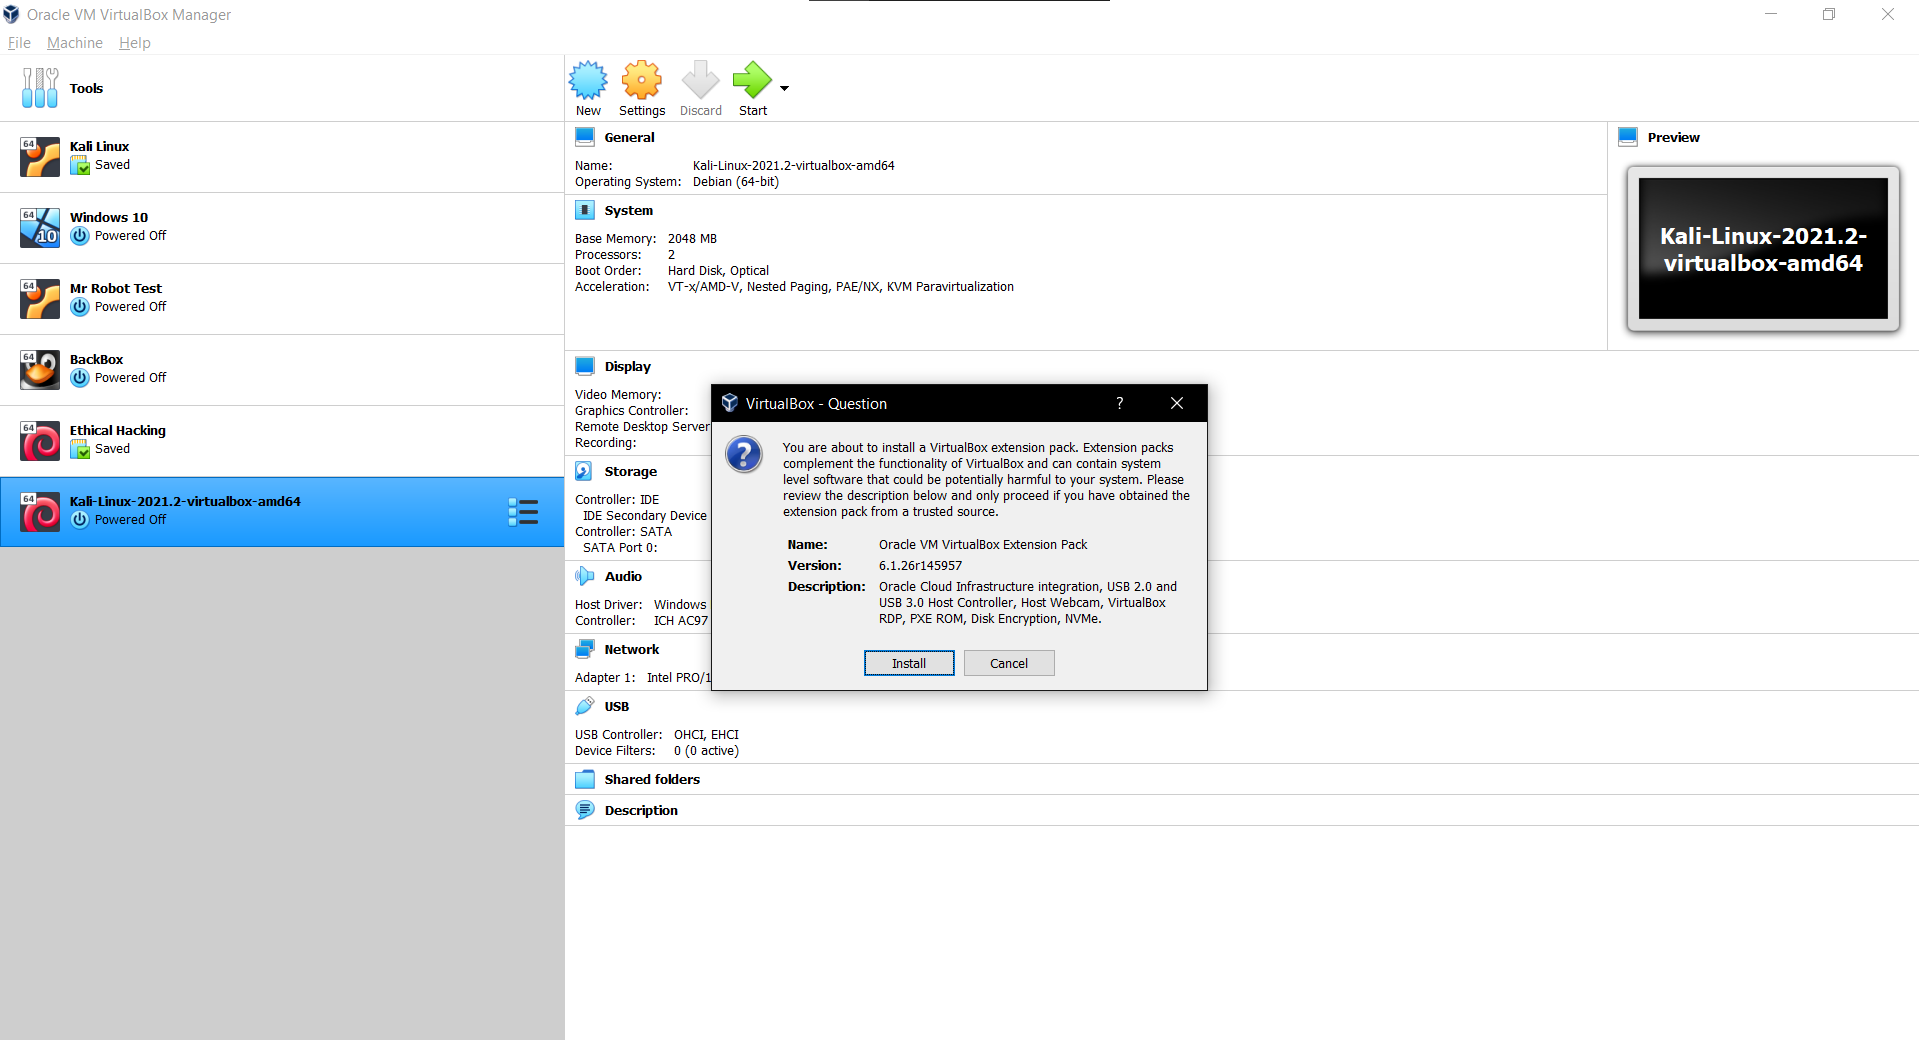 Oracle VM VirtualBox Manager
File Machine Help
Tools
New Settings Discard Start
64 Kali Linux
Saved
64 10 Windows 10
Powered Off
64 Mr Robot Test
Powered Off
64 BackBox
Powered Off
64 Ethical Hacking
Saved
64 Kali-Linux-2021.2-virtualbox-amd64
Powered Off
General
Name: Kali-Linux-2021.2-virtualbox-amd64
Operating System: Debian (64-bit)
System
Base Memory: 2048 MB
Processors: 2
Boot Order: Hard Disk, Optical
Acceleration: VT-x/AMD-V, Nested Paging, PAE/NX, KVM Paravirtualization
Preview
Kali-Linux-2021.2-
virtualbox-amd64
Display
Video Memory:
Graphics Controller:
Remote Desktop Server
Recording:
Storage
Controller: IDE
IDE Secondary Device
Controller: SATA
SATA Port 0:
Audio
Host Driver: Windows
Controller: ICH AC97
Network
Adapter 1: Intel PRO/1
USB
USB Controller: OHCI, EHCI
Device Filters: 0 (0 active)
Shared folders
Description
VirtualBox - Question ?
You are about to install a VirtualBox extension pack. Extension packs
complement the functionality of VirtualBox and can contain system
level software that could be potentially harmful to your system. Please
review the description below and only proceed if you have obtained the
extension pack from a trusted source.
Name: Oracle VM VirtualBox Extension Pack
Version: 6.1.26r145957
Description: Oracle Cloud Infrastructure integration, USB 2.0 and
USB 3.0 Host Controller, Host Webcam, VirtualBox
RDP, PXE ROM, Disk Encryption, NVMe.
Install Cancel